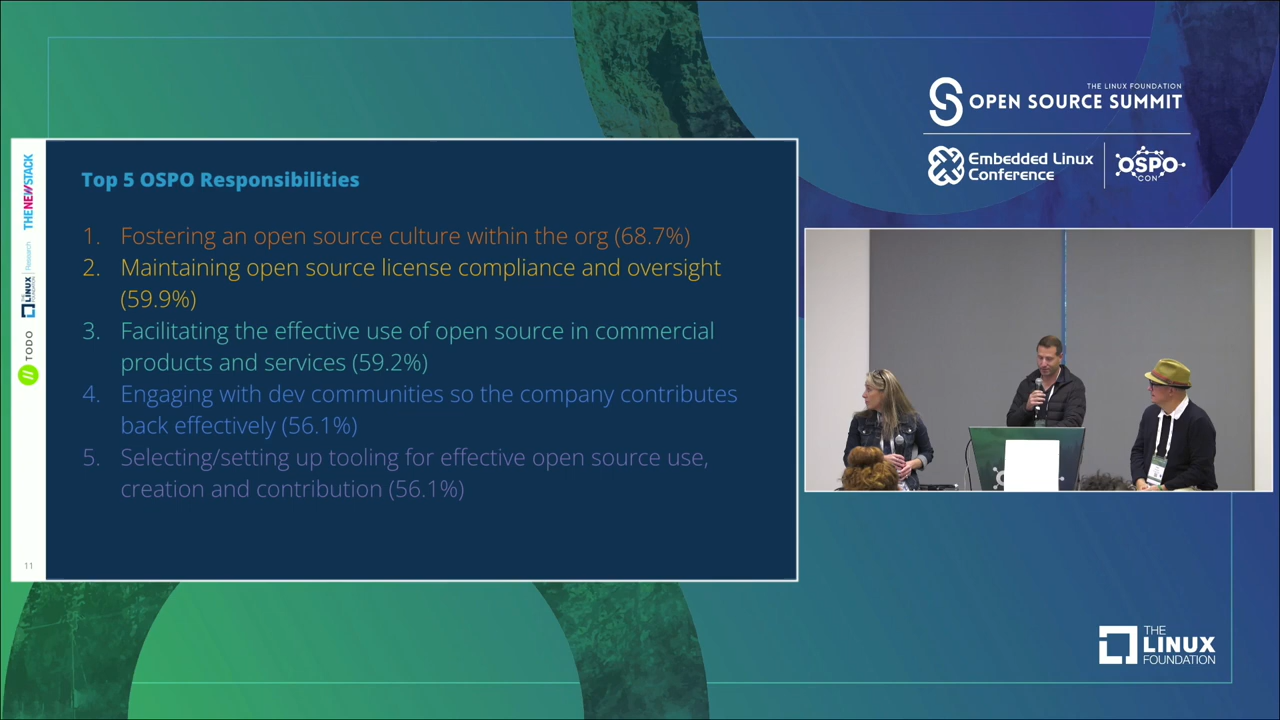 THE LINUX FOUNDATION
OPEN SOURCE SUMMIT
Embedded Linux
Conference
OSPO
CON
THENEWSTACK
THE
LINUX
FOUNDATION
Research
TODO
Top 5 OSPO Responsibilities
1. Fostering an open source culture within the org (68.7%)
2. Maintaining open source license compliance and oversight
(59.9%)
3. Facilitating the effective use of open source in commercial
products and services (59.2%)
4. Engaging with dev communities so the company contributes
back effectively (56.1%)
5. Selecting/setting up tooling for effective open source use,
creation and contribution (56.1%)
11
THE
LINUX
FOUNDATION